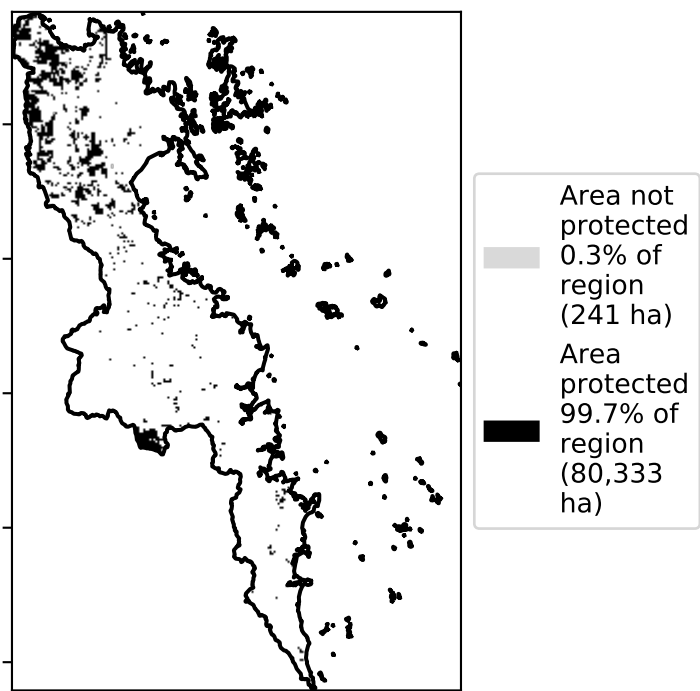 Area not
protected
0.3% of
region
(241 ha)
Area
protected
99.7% of
region
(80,333
ha)